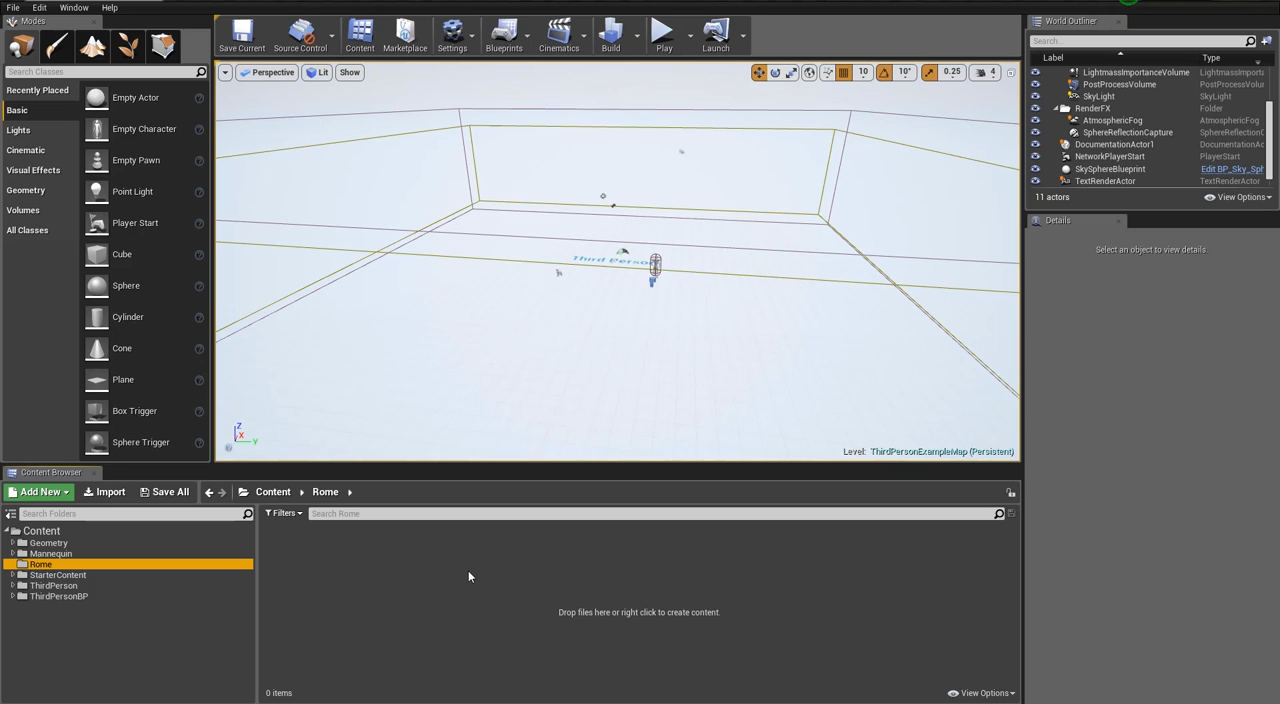 File Edit Window Help
Modes
Search Classes
Recently Placed
Basic
Lights
Cinematic
Visual Effects
Geometry
Volumes
All Classes
Empty Actor
Empty Character
Empty Pawn
Point Light
Player Start
Cube
Sphere
Cylinder
Cone
Plane
Box Trigger
Sphere Trigger
Save Current
Source Control
Content
Marketplace
Settings
Blueprints
Cinematics
Build
Play
Launch
Perspective
Lit
Show
10
10°
0.25
4
Third Person
Z
X
Y
Level: ThirdPersonExampleMap (Persistent)
World Outliner
Search...
Label Type
LightmassImportanceVolume LightmassImporta
PostProcessVolume PostProcessVolu
SkyLight SkyLight
RenderFX Folder
AtmosphericFog AtmosphericFog
SphereReflectionCapture SphereReflectionC
DocumentationActor1 DocumentationAc
NetworkPlayerStart PlayerStart
SkySphereBlueprint Edit BP_Sky_Sph
TextRenderActor TextRenderActor
11 actors View Options
Details
Select an object to view details.
Content Browser
Add New Import Save All Content Rome
Search Folders
Content
Geometry
Mannequin
Rome
StarterContent
ThirdPerson
ThirdPersonBP
Filters Search Rome
Drop files here or right click to create content.
0 items View Options